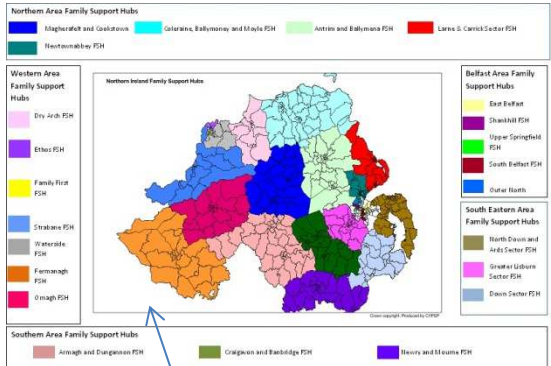 Northern Area Family Support Hubs
Magherafelt and Cookstown
Coleraine, Ballymoney and Moyle FSH
Antrim and Ballymena FSH
Larne & Carrick Sector FSH
Newtownabbey FSH
Western Area
Family Support
Hubs
Dry Arch FSH
Ethos FSH
Family First
FSH
Strabane FSH
Waterside
FSH
Fermanagh
FSH
Omagh FSH
Northern Ireland Family Support Hubs
Crown copyright. Produced by CYPSP
Belfast Area Family
Support Hubs
East Belfast
Shankhill FSH
Upper Springfield
FSH
South Belfast FSH
Outer North
South Eastern Area
Family Support Hubs
North Down and
Ards Sector FSH
Greater Lisburn
Sector FSH
Down Sector FSH
Southern Area Family Support Hubs
Armagh and Dungannon FSH
Craigavon and Banbridge FSH
Newry and Mourne FSH